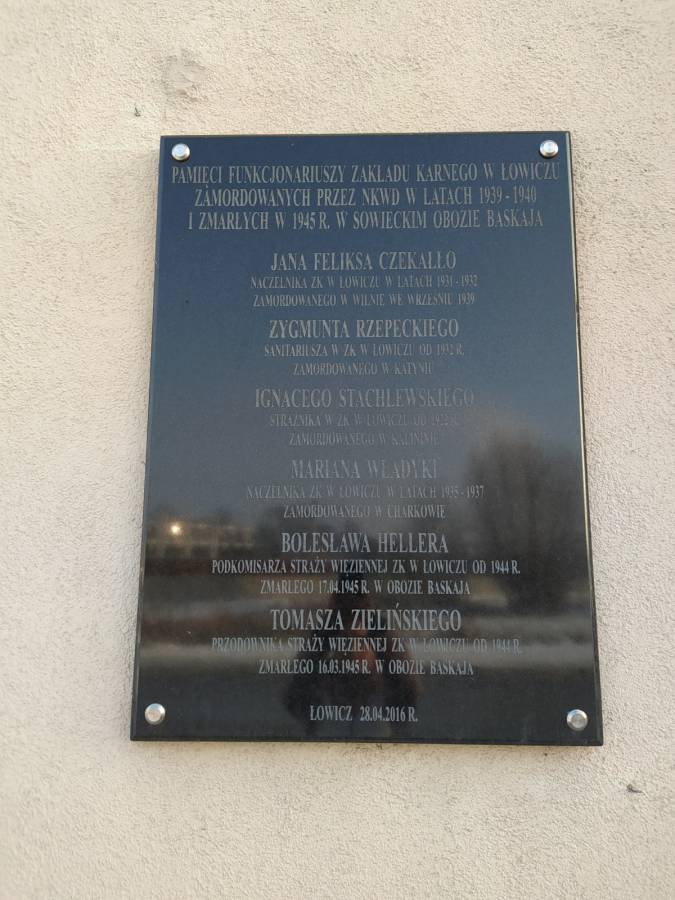 PAMIĘCI FUNKCJONARIUSZY ZAKŁADU KARNEGO W ŁOWICZU
ZAMORDOWANYCH PRZEZ NKWD W LATACH 1939 - 1940
I ZMARŁYCH W 1945 R. W SOWIECKIM OBOZIE BASKAJA
JANA FELIKSA CZEKAŁŁO
NACZELNIKA ZK W ŁOWICZU W LATACH 1931 - 1932
ZAMORDOWANEGO W WILNIE WE WRZEŚNIU 1939
ZYGMUNTA RZEPECKIEGO
SANITARIUSZA W ZK W ŁOWICZU OD 1932 R.
ZAMORDOWANEGO W KATYNIU
IGNACEGO STACHLEWSKIEGO
STRAŻNIKA W ZK W ŁOWICZU OD 1922 R.
ZAMORDOWANEGO W KALININIE
MARIANA WŁADYKI
NACZELNIKA ZK W ŁOWICZU W LATACH 1935 - 1937
ZAMORDOWANEGO W CHARKOWIE
BOLESŁAWA HELLERA
PODKOMISARZA STRAŻY WIĘZIENNEJ ZK W ŁOWICZU OD 1944 R.
ZMARŁEGO 17.04.1945 R. W OBOZIE BASKAJA
TOMASZA ZIELIŃSKIEGO
PRZODOWNIKA STRAŻY WIĘZIENNEJ ZK W ŁOWICZU OD 1944 R.
ZMARŁEGO 16.03.1945 R. W OBOZIE BASKAJA
ŁOWICZ 28.04.2016 R.